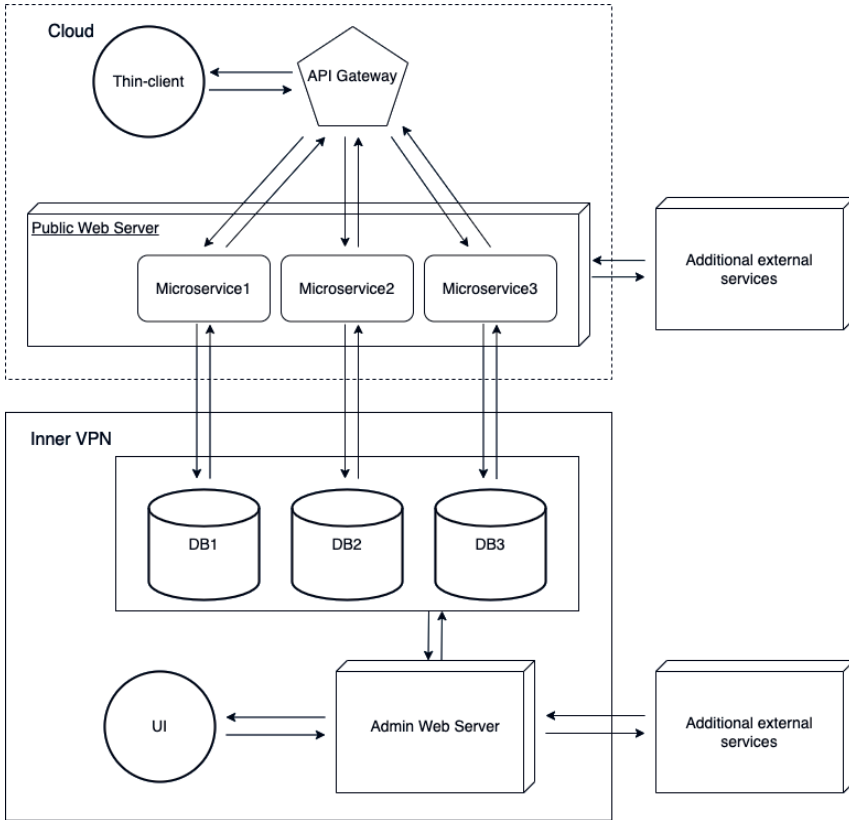 Cloud
Thin-client
API Gateway
Public Web Server
Microservice1
Microservice2
Microservice3
Additional external
services
Inner VPN
DB1
DB2
DB3
UI
Admin Web Server
Additional external
services